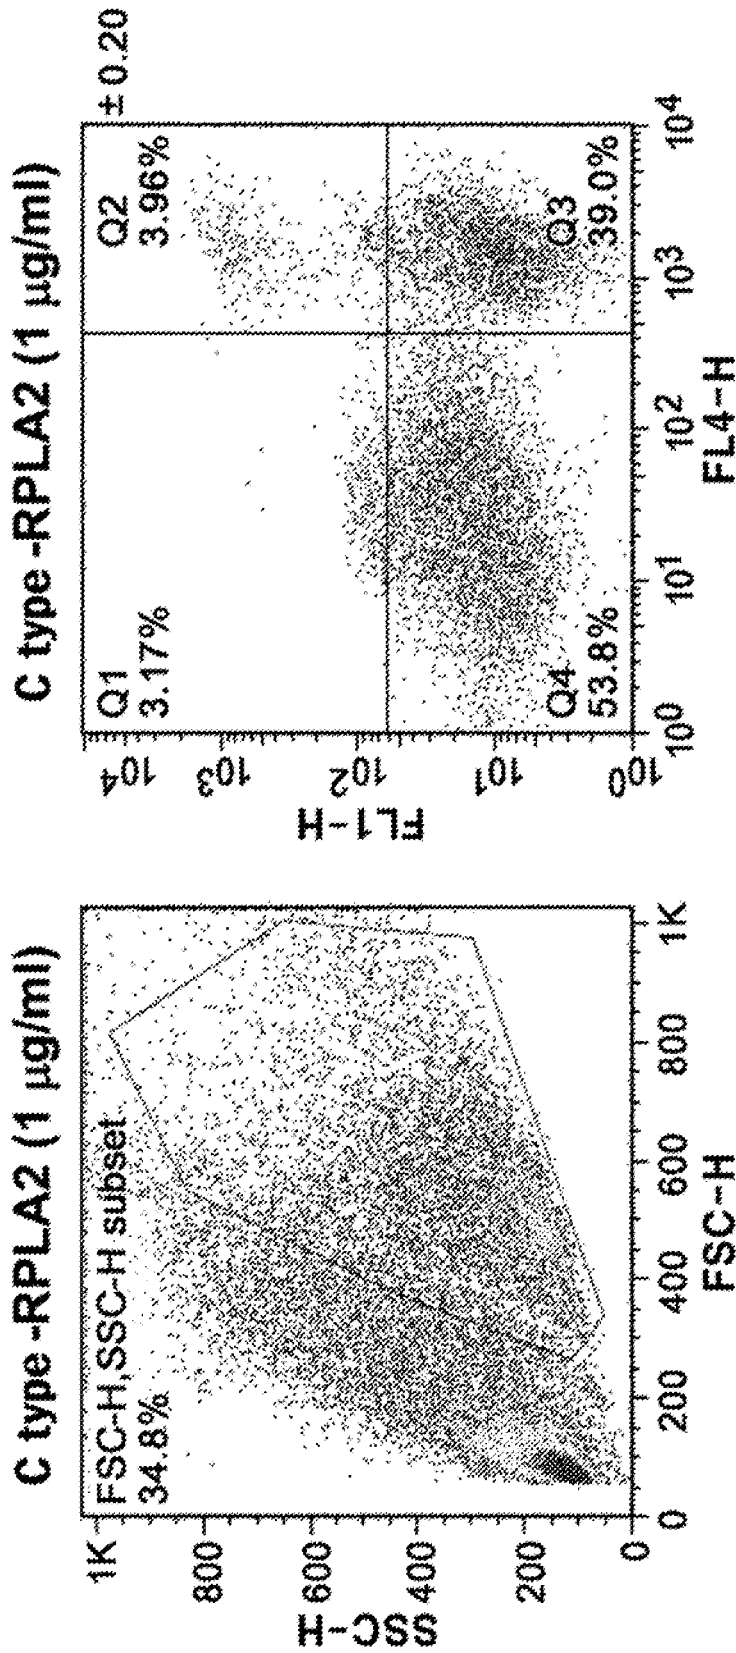 C type -RPLA2 (1 µg/ml)
FSC-H,SSC-H subset
34.8%
1K
800
600
400
200
0
SSC-H
0
200
400
600
800
1K
FSC-H
C type -RPLA2 (1 µg/ml)
± 0.20
Q1
3.17%
Q2
3.96%
Q3
39.0%
Q4
53.8%
10⁴
10³
10²
10¹
10⁰
FL1-H
10⁰
10¹
10²
10³
10⁴
FL4-H